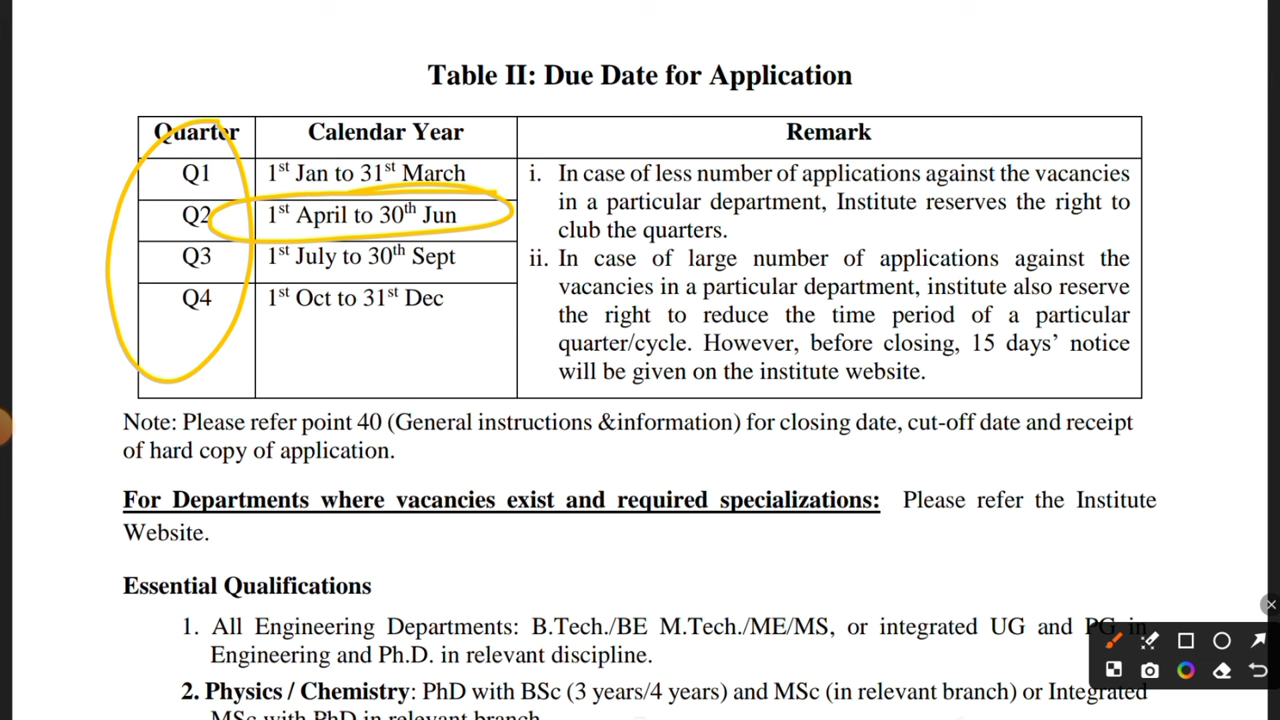 Table II: Due Date for Application
Quarter Calendar Year Remark
Q1 1st Jan to 31st March
Q2 1st April to 30th Jun
Q3 1st July to 30th Sept
Q4 1st Oct to 31st Dec
i. In case of less number of applications against the vacancies
in a particular department, Institute reserves the right to
club the quarters.
ii. In case of large number of applications against the
vacancies in a particular department, institute also reserve
the right to reduce the time period of a particular
quarter/cycle. However, before closing, 15 days’ notice
will be given on the institute website.
Note: Please refer point 40 (General instructions &information) for closing date, cut-off date and receipt
of hard copy of application.
For Departments where vacancies exist and required specializations: Please refer the Institute
Website.
Essential Qualifications
1. All Engineering Departments: B.Tech./BE M.Tech./ME/MS, or integrated UG and PG in
Engineering and Ph.D. in relevant discipline.
2. Physics / Chemistry: PhD with BSc (3 years/4 years) and MSc (in relevant branch) or Integrated
MSc with PhD in relevant branch